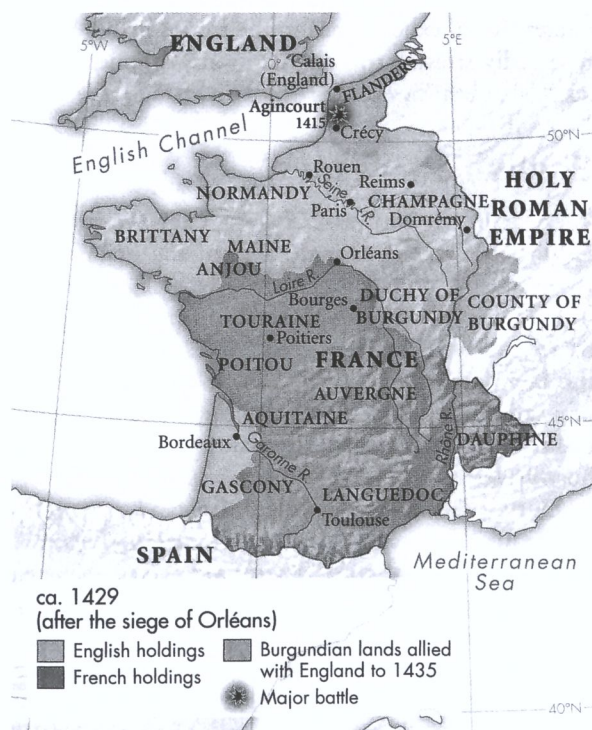 5°W
ENGLAND
5°E
0°
Calais
(England)
FLANDERS
Agincourt
1415
Crécy
English Channel
50°N
Rouen
Seine R.
Reims
NORMANDY
CHAMPAGNE
Paris
Domrémy
HOLY
ROMAN
EMPIRE
BRITTANY
MAINE
ANJOU
Orléans
Loire R.
Bourges
DUCHY OF
BURGUNDY
COUNTY OF
BURGUNDY
TOURAINE
Poitiers
POITOU
FRANCE
AUVERGNE
AQUITAINE
Bordeaux
Garonne R.
Rhône R.
45°N
DAUPHINE
GASCONY
LANGUEDOC
Toulouse
SPAIN
Mediterranean
Sea
ca. 1429
(after the siege of Orléans)
English holdings
French holdings
Burgundian lands allied
with England to 1435
Major battle
40°N